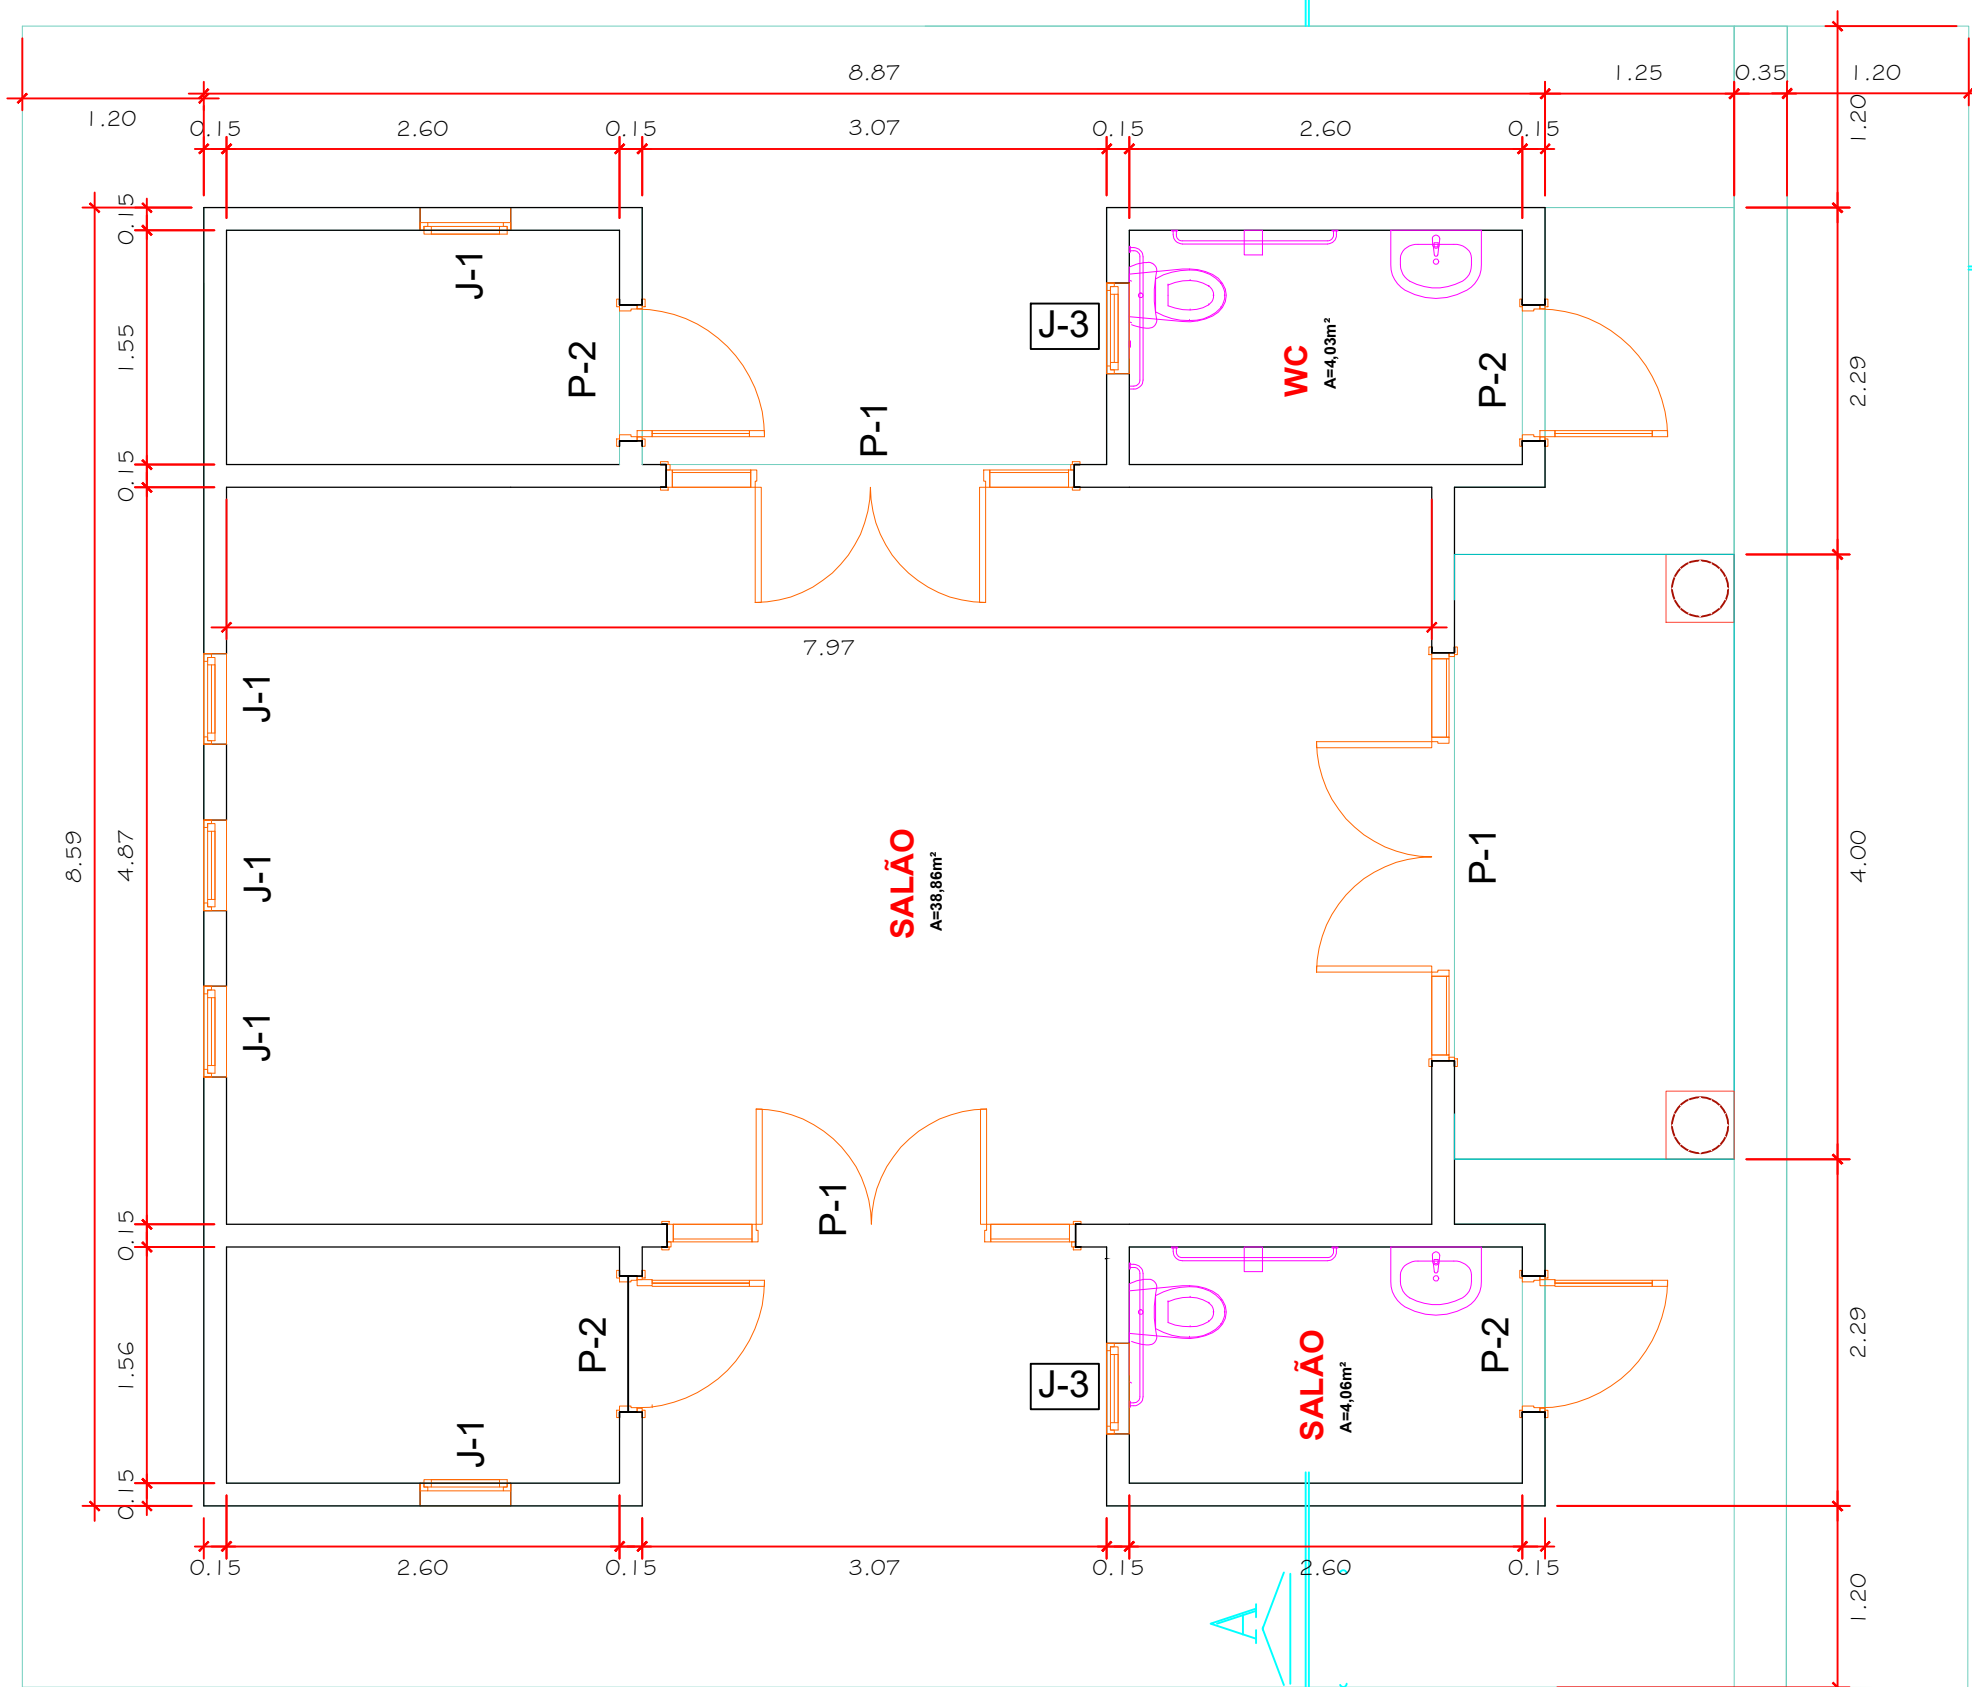 8.87
1.25
0.35
1.20
1.20
0.15
2.60
0.15
3.07
0.15
2.60
0.15
1.20
0.15
J-1
1.55
P-2
J-3
P-1
WC
A=4,03m²
P-2
2.29
0.15
7.97
J-1
8.59
4.87
J-1
SALÃO
A=38,86m²
P-1
4.00
J-1
0.15
P-1
1.56
P-2
J-3
SALÃO
A=4,06m²
P-2
2.29
J-1
0.15
0.15
2.60
0.15
3.07
0.15
2.60
0.15
A
1.20